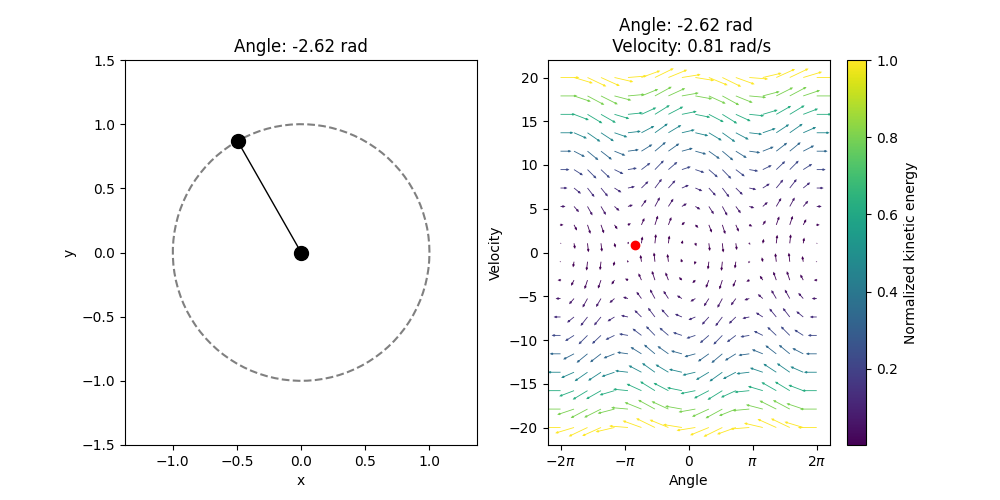 Angle: -2.62 rad
1.5
1.0
0.5
0.0
−0.5
−1.0
−1.5
y
−1.0
−0.5
0.0
0.5
1.0
x
Angle: -2.62 rad
Velocity: 0.81 rad/s
20
15
10
5
0
−5
−10
−15
−20
Velocity
−2π
−π
0
π
2π
Angle
1.0
0.8
0.6
0.4
0.2
Normalized kinetic energy